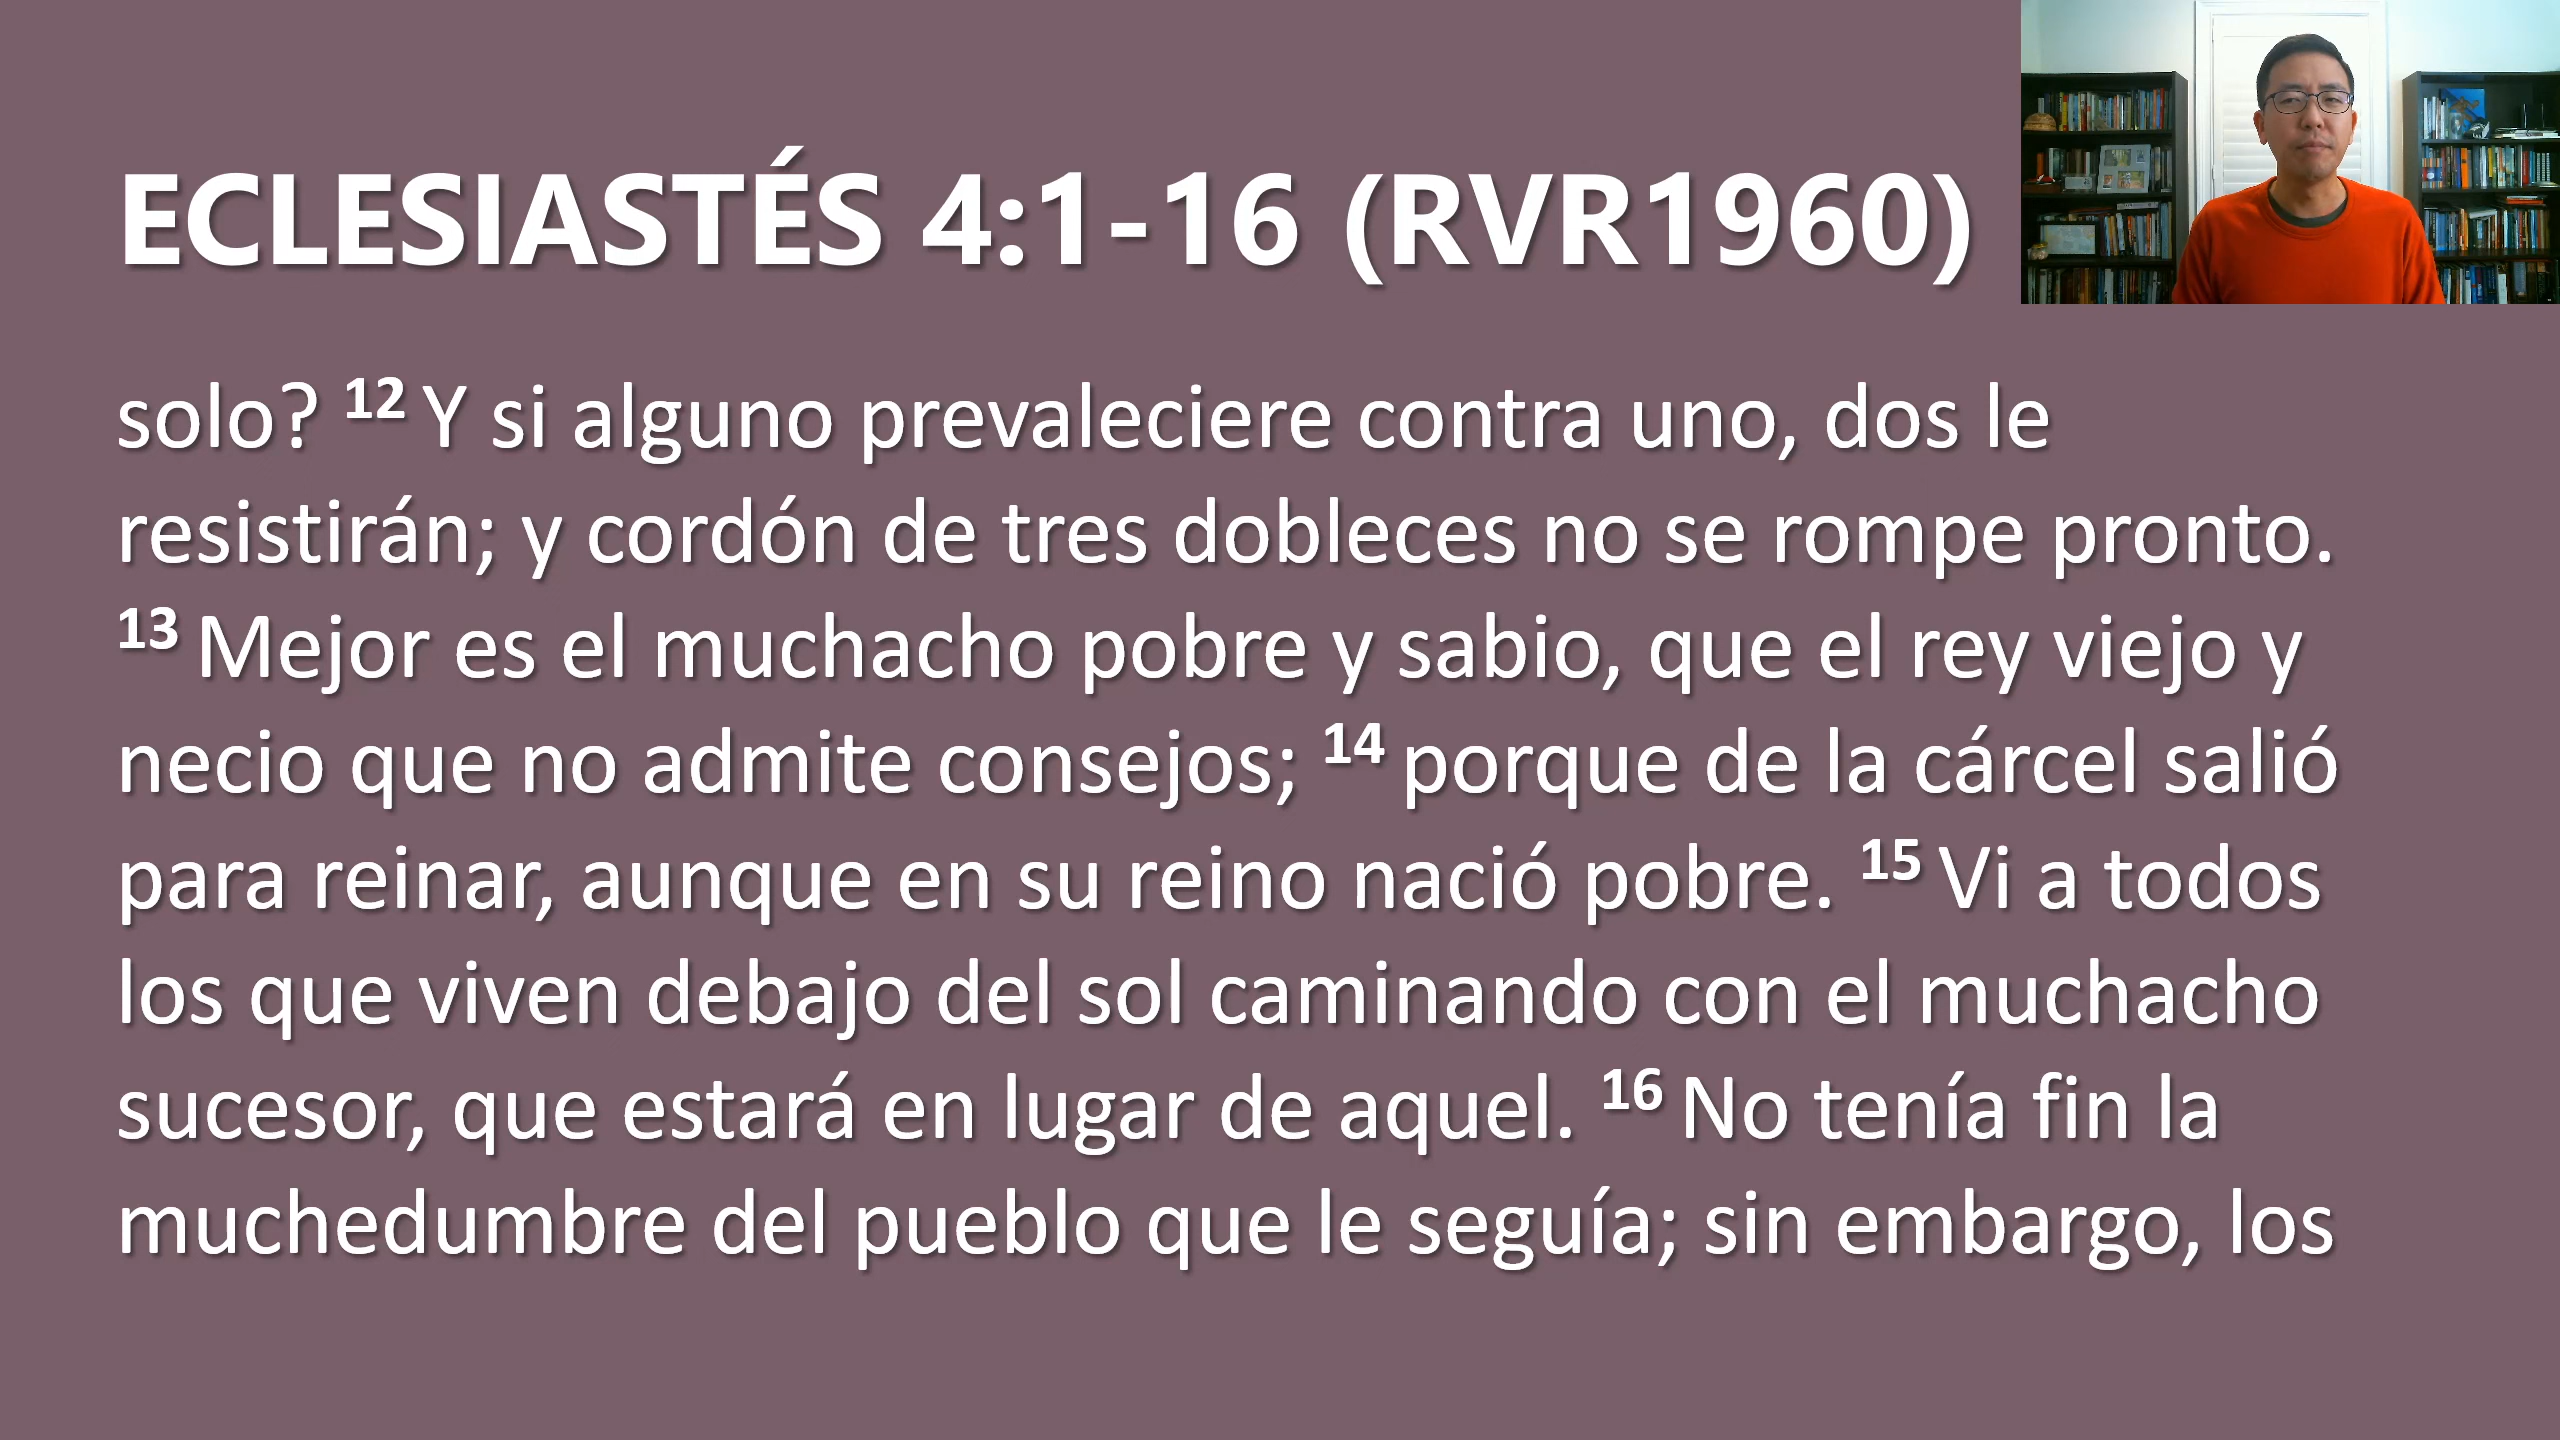 ECLESIASTÉS 4:1-16 (RVR1960)
solo? 12 Y si alguno prevaleciere contra uno, dos le
resistirán; y cordón de tres dobleces no se rompe pronto.
13 Mejor es el muchacho pobre y sabio, que el rey viejo y
necio que no admite consejos; 14 porque de la cárcel salió
para reinar, aunque en su reino nació pobre. 15 Vi a todos
los que viven debajo del sol caminando con el muchacho
sucesor, que estará en lugar de aquel. 16 No tenía fin la
muchedumbre del pueblo que le seguía; sin embargo, los